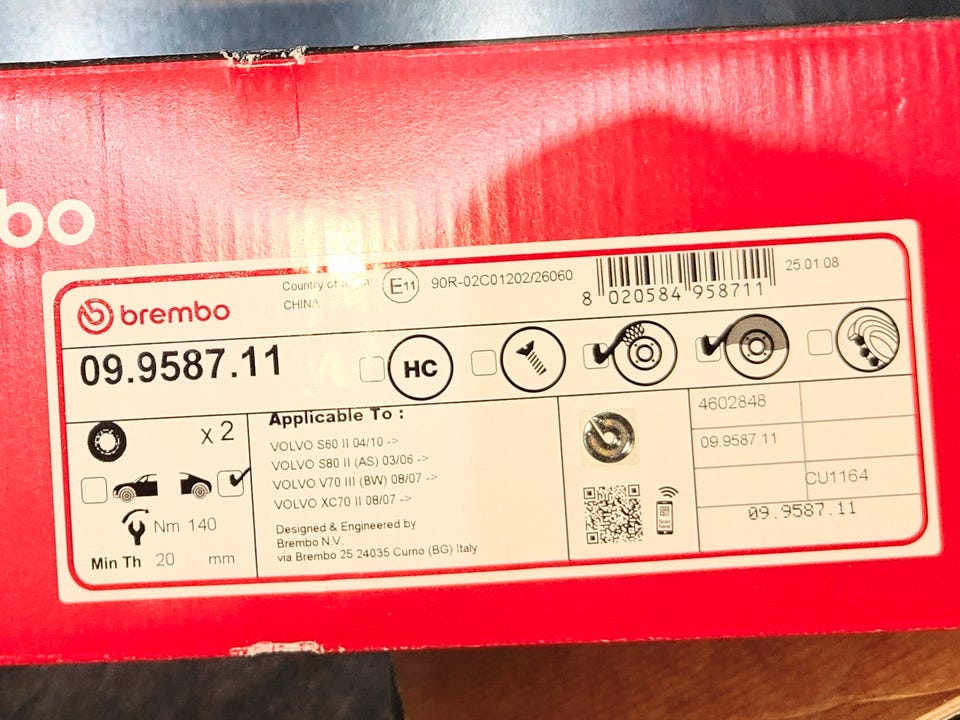 bo
brembo
Country of
CHINA
E11
90R-02C01202/26060
8 020584 958711
25.01.08
09.9587.11
HC
x 2
Nm 140
Min Th 20 mm
Applicable To :
VOLVO S60 II 04/10 ->
VOLVO S80 II (AS) 03/06 ->
VOLVO V70 III (BW) 08/07 ->
VOLVO XC70 II 08/07 ->
Designed & Engineered by
Brembo N.V.
via Brembo 25 24035 Curno (BG) Italy
Scan here!
4602848
09.9587.11
CU1164
09.9587.11